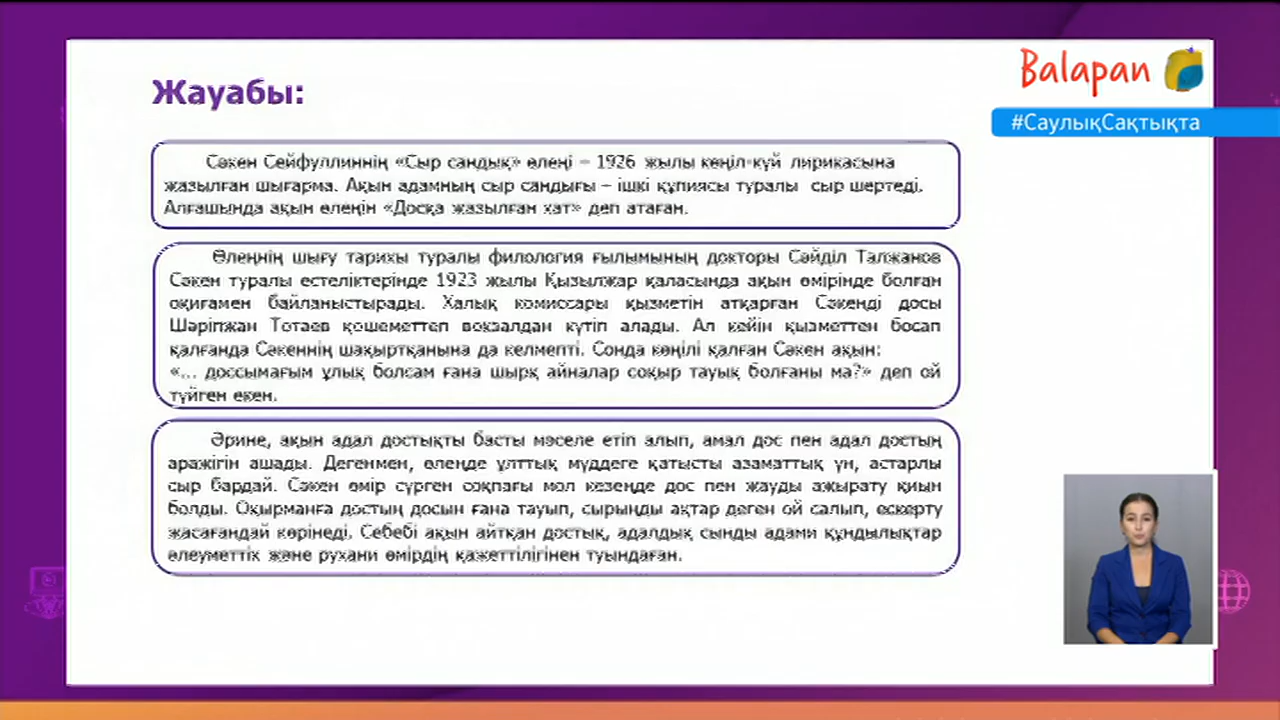 Balapan
#СаулықСақтықта
Жауабы:
Сәкен Сейфуллиннің «Сыр сандық» өлеңі – 1926 жылы көңіл-күй лирикасына
жазылған шығарма. Ақын адамның сыр сандығы – ішкі құпиясы туралы сыр шертеді.
Алғашында ақын өлеңін «Досқа жазылған хат» деп атаған.
Өлеңнің шығу тарихы туралы филология ғылымының докторы Сәйділ Талжанов
Сәкен туралы естеліктерінде 1923 жылы Қызылжар қаласында ақын өмірінде болған
оқиғамен байланыстырады. Халық комиссары қызметін атқарған Сәкенді досы
Шәріпжан Тотаев қошеметтеп вокзалдан күтіп алады. Ал кейін қызметтен босап
қалғанда Сәкеннің шақыртқанына да келмепті. Сонда көңілі қалған Сәкен ақын:
«... доссымағым ұлық болсам ғана шырқ айналар соқыр тауық болғаны ма?» деп ой
түйген екен.
Әрине, ақын адал достықты басты мәселе етіп алып, амал дос пен адал достың
аражігін ашады. Дегенмен, өлеңде ұлттық мүддеге қатысты азаматтық үн, астарлы
сыр бардай. Сәкен өмір сүрген соқпағы мол кезеңде дос пен жауды ажырату қиын
болды. Оқырманға достың досын ғана тауып, сырыңды ақтар деген ой салып, ескерту
жасағандай көрінеді. Себебі ақын айтқан достық, адалдық сынды адами құндылықтар
әлеуметтік және рухани өмірдің қажеттілігінен туындаған.